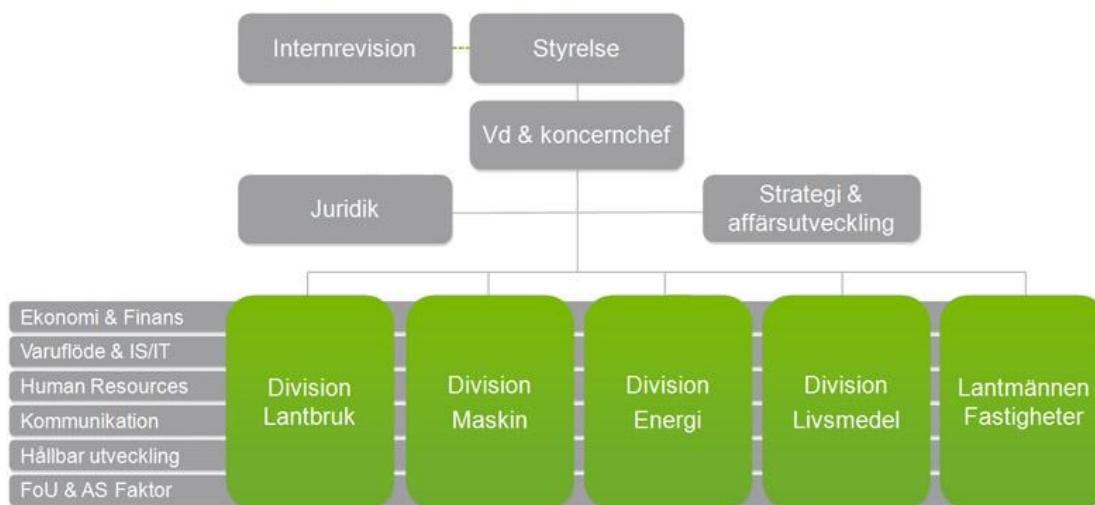 Internrevision
Styrelse
Vd & koncernchef
Juridik
Strategi &
affärsutveckling
Ekonomi & Finans
Varuflöde & IS/IT
Human Resources
Kommunikation
Hållbar utveckling
FoU & AS Faktor
Division
Lantbruk
Division
Maskin
Division
Energi
Division
Livsmedel
Lantmännen
Fastigheter